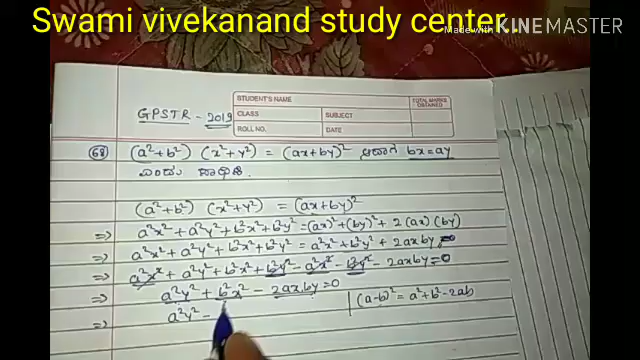 Swami vivekanand study center...
Made with KINEMASTER
GPSTR - 2019
STUDENT'S NAME
TOTAL MARKS OBTAINED
CLASS
SUBJECT
ROLL NO.
DATE
68 (a²+b²) (x²+y²) = (ax+by)² ಆದಾಗ bx=ay
ಎಂದು ಸಾಧಿಸಿ.
(a²+b²) (x²+y²) = (ax+by)²
⇒ a²x² + a²y² + b²x² + b²y² = (ax)² + (by)² + 2(ax)(by)
⇒ a²x² + a²y² + b²x² + b²y² = a²x² + b²y² + 2axby
⇒ a²x² + a²y² + b²x² + b²y² - a²x² - b²y² - 2axby = 0
⇒ a²y² + b²x² - 2ax.by = 0
(a-b)² = a²+b²-2ab
⇒ a²y² -